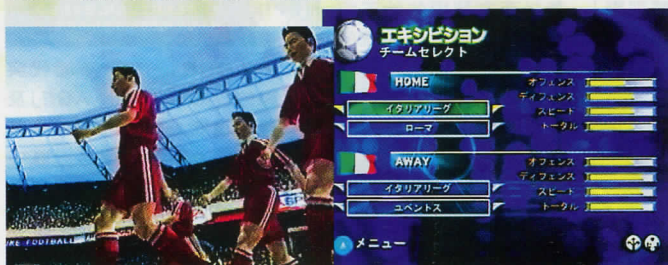 RE FOOTBALL
エキシビション
チームセレクト
HOME
イタリアリーグ
ローマ
オフェンス
ディフェンス
スピード
トータル
AWAY
イタリアリーグ
ユベントス
オフェンス
ディフェンス
スピード
トータル
メニュー